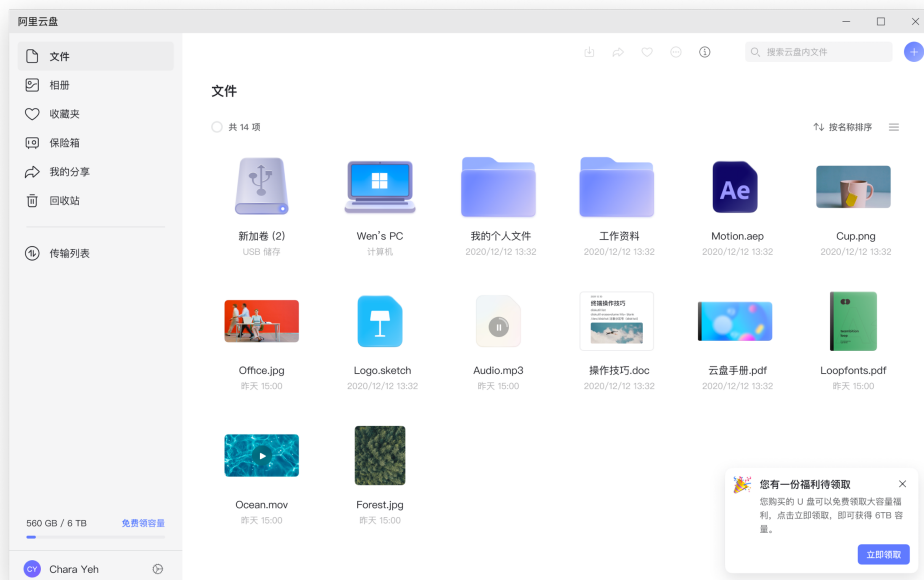 阿里云盘
文件
相册
收藏夹
保险箱
我的分享
回收站
传输列表
560 GB / 6 TB 免费领容量
CY Chara Yeh
搜索云盘内文件
文件
共 14 项
按名称排序
新加卷 (2)
USB 储存
Wen's PC
计算机
我的个人文件
2020/12/12 13:32
工作资料
2020/12/12 13:32
Ae
Motion.aep
2020/12/12 13:32
Cup.png
2020/12/12 13:32
Office.jpg
昨天 15:00
Logo.sketch
2020/12/12 13:32
Audio.mp3
昨天 15:00
终端操作技巧
操作技巧.doc
2020/12/12 13:32
云盘手册.pdf
2020/12/12 13:32
Loopfonts.pdf
昨天 15:00
Ocean.mov
昨天 15:00
Forest.jpg
昨天 15:00
您有一份福利待领取
您购买的 U 盘可以免费领取大容量福
利，点击立即领取，即可获得 6TB 容
量。
立即领取